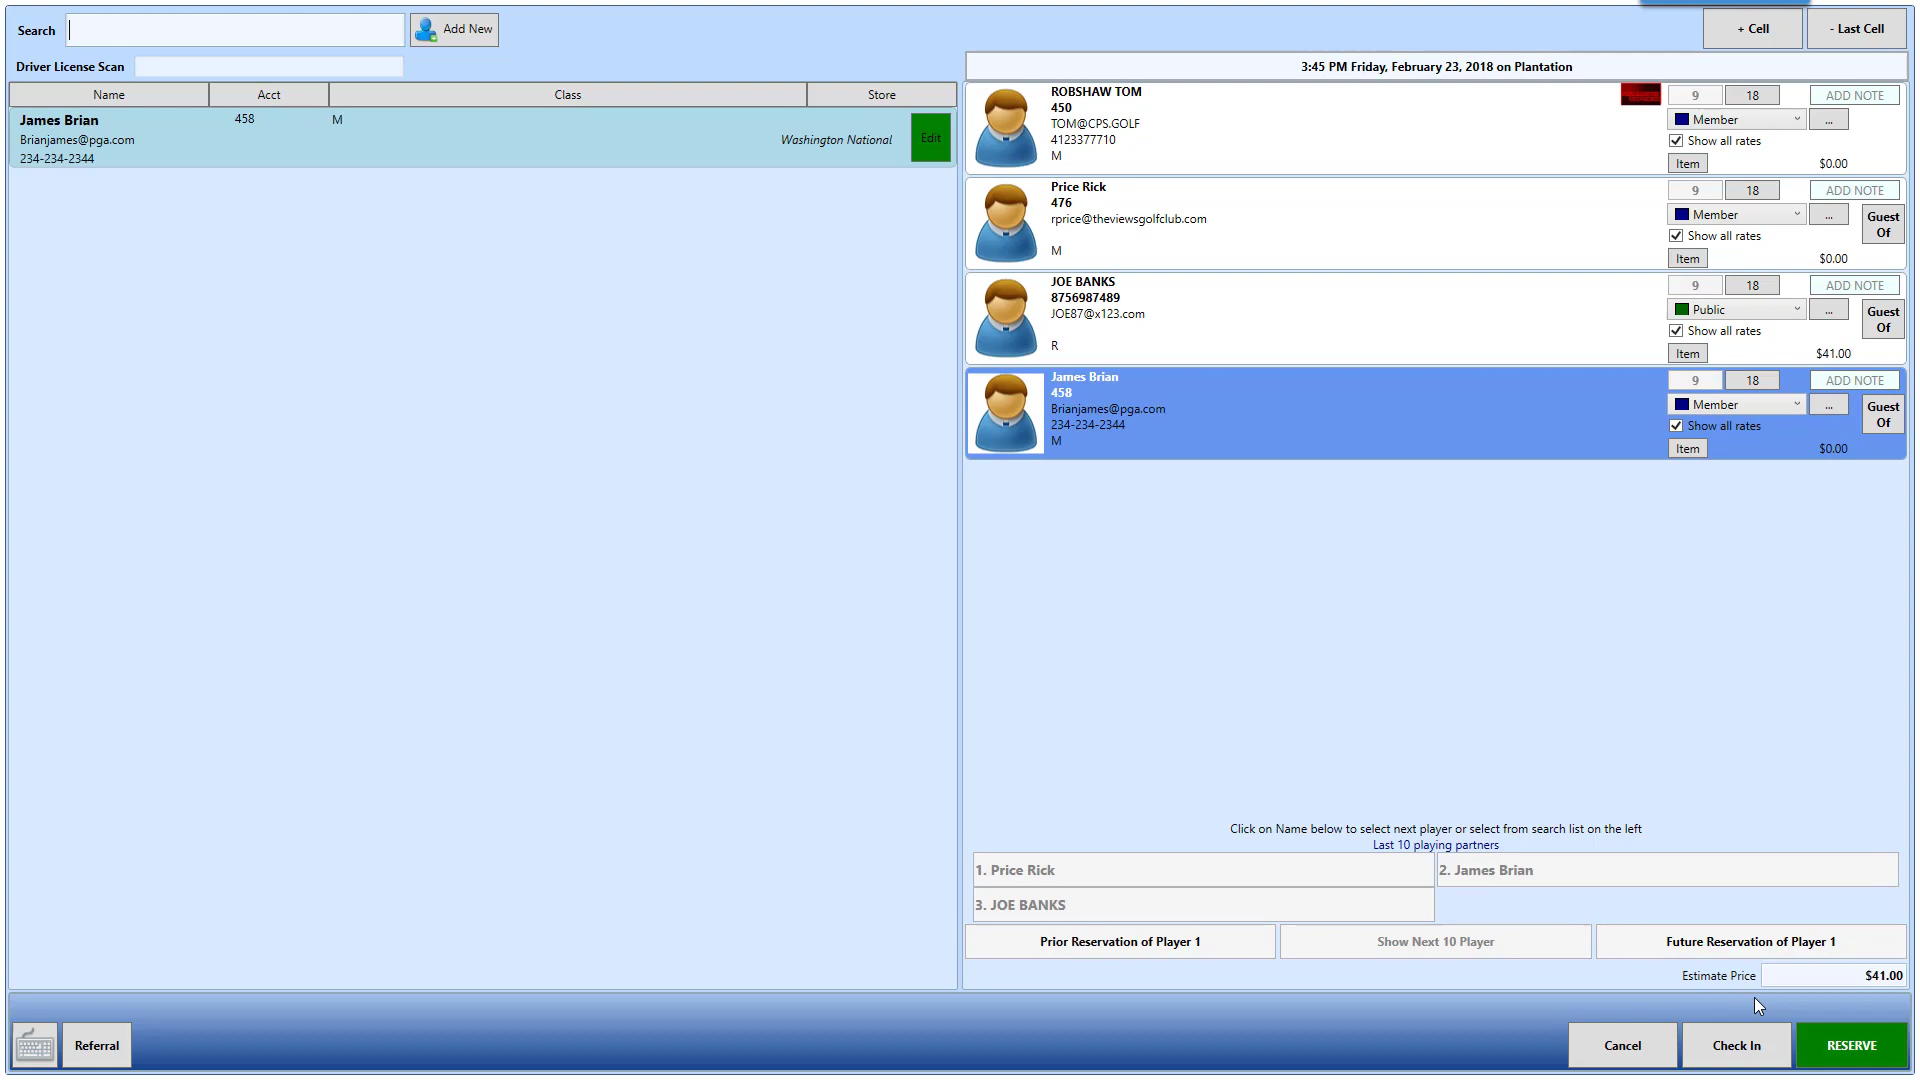 Search
Add New
+ Cell
- Last Cell
Driver License Scan
3:45 PM Friday, February 23, 2018 on Plantation
Name Acct Class Store
James Brian 458 M
Brianjames@pga.com
234-234-2344
Washington National
Edit
ROBSHAW TOM
450
TOM@CPS.GOLF
4123377710
M
9 18 ADD NOTE
Member ...
Show all rates
Item $0.00
Price Rick
476
rprice@theviewsgolfclub.com
M
9 18 ADD NOTE
Member ...
Guest
Of
Show all rates
Item $0.00
JOE BANKS
8756987489
JOE87@x123.com
R
9 18 ADD NOTE
Public ...
Guest
Of
Show all rates
Item $41.00
James Brian
458
Brianjames@pga.com
234-234-2344
M
9 18 ADD NOTE
Member ...
Guest
Of
Show all rates
Item $0.00
Click on Name below to select next player or select from search list on the left
Last 10 playing partners
1. Price Rick 2. James Brian
3. JOE BANKS
Prior Reservation of Player 1 Show Next 10 Player Future Reservation of Player 1
Estimate Price $41.00
Referral Cancel Check In RESERVE